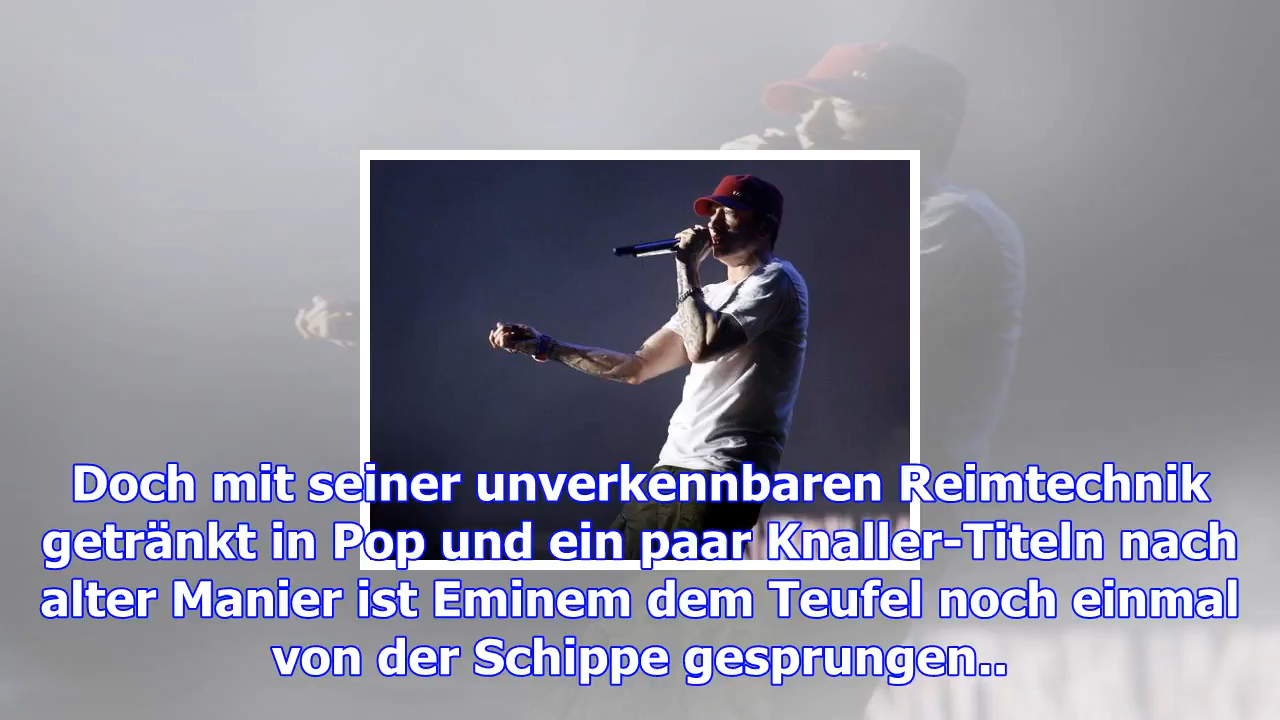 Doch mit seiner unverkennbaren Reimtechnik
getränkt in Pop und ein paar Knaller-Titeln nach
alter Manier ist Eminem dem Teufel noch einmal
von der Schippe gesprungen..